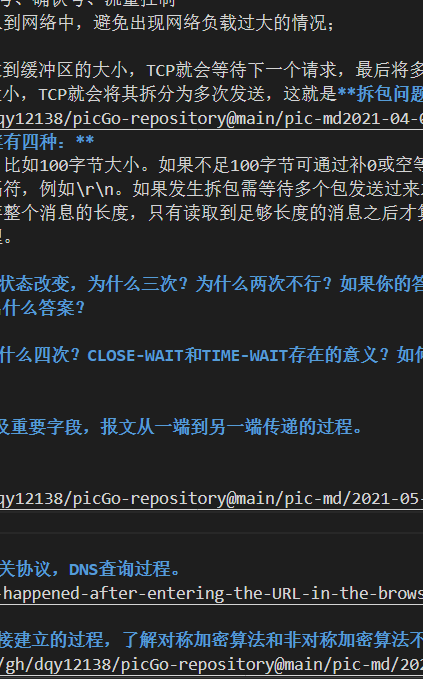 号、确认号、流量控制
入到网络中，避免出现网络负载过大的情况；
到缓冲区的大小，TCP就会等待下一个请求，最后将多
小，TCP就会将其拆分为多次发送，这就是**拆包问题
qy12138/picGo-repository@main/pic-md2021-04-0
有四种：**
比如100字节大小。如果不足100字节可通过补0或空等
符，例如\r\n。如果发生拆包需等待多个包发送过来
整个消息的长度，只有读取到足够长度的消息之后才
。
状态改变，为什么三次？为什么两次不行？如果你的答
什么答案？
什么四次？CLOSE-WAIT和TIME-WAIT存在的意义？如何
及重要字段，报文从一端到另一端传递的过程。
qy12138/picGo-repository@main/pic-md/2021-05-
关协议，DNS查询过程。
-happened-after-entering-the-URL-in-the-brows
接建立的过程，了解对称加密算法和非对称加密算法不
/gh/dqy12138/picGo-repository@main/pic-md/202